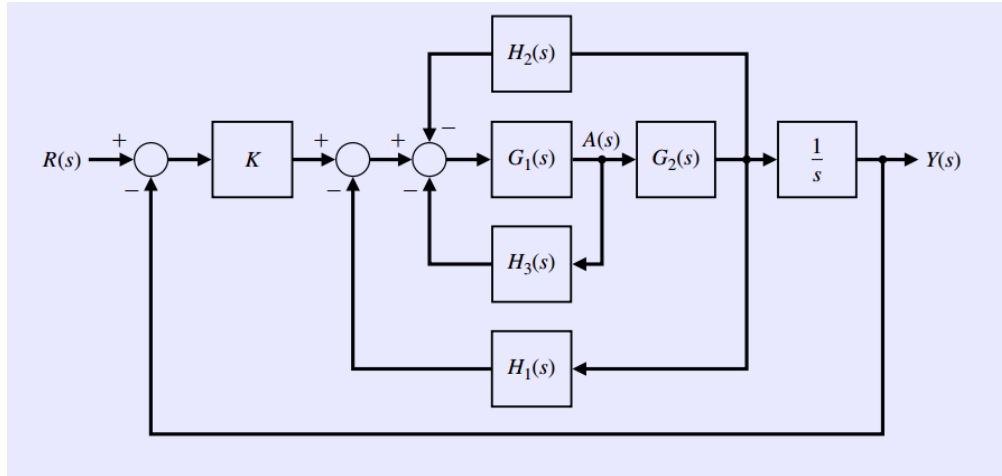 H₂(s)
+ − + + − A(s)
R(s) K G₁(s) G₂(s) 1/s Y(s)
− − −
H₃(s)
H₁(s)